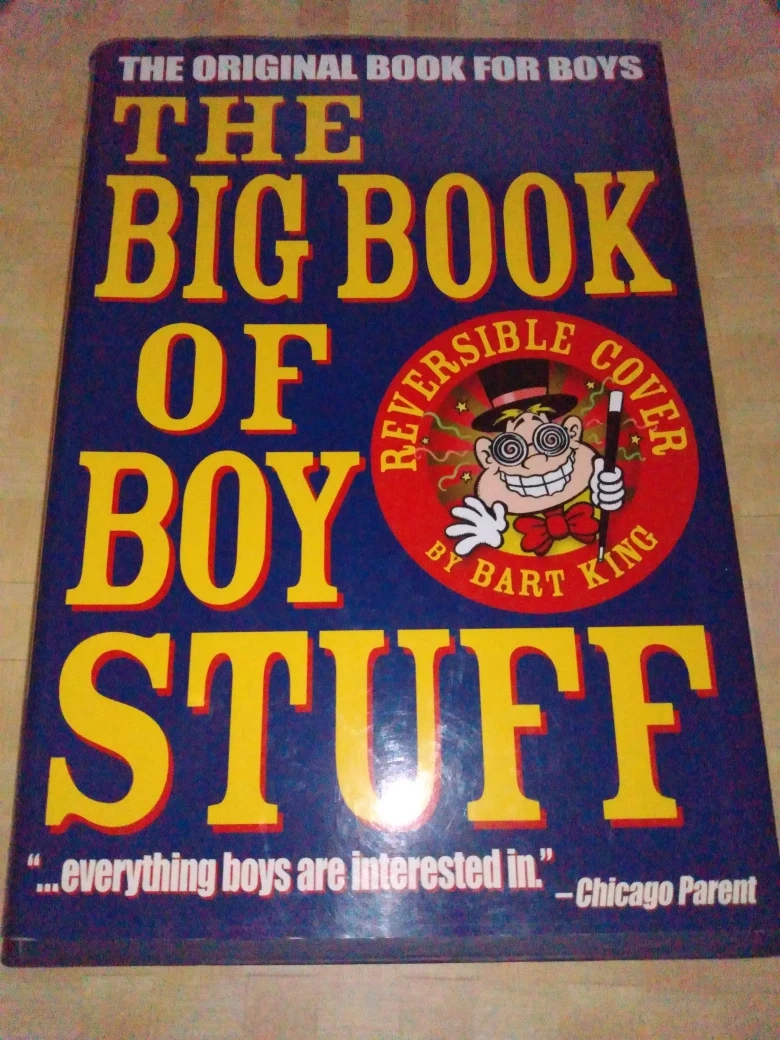 THE ORIGINAL BOOK FOR BOYS
THE
BIG BOOK
OF
BOY
STUFF
REVERSIBLE COVER
BY BART KING
“...everything boys are interested in.”
–Chicago Parent